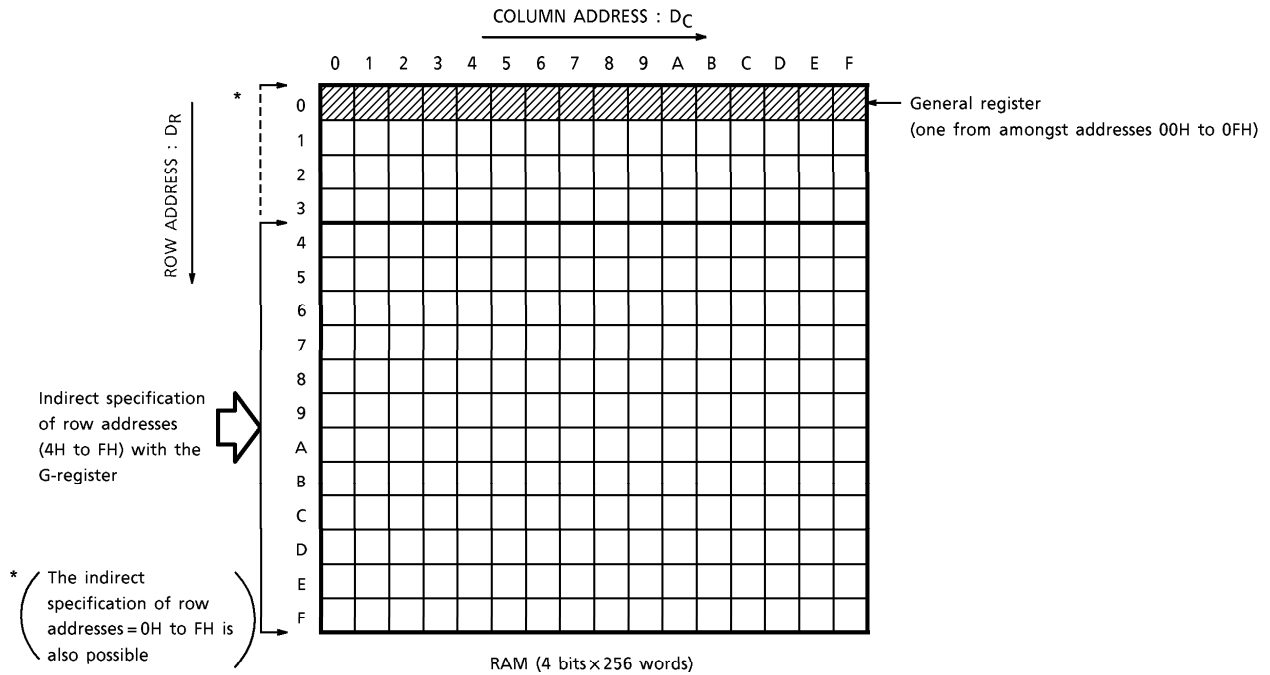 COLUMN ADDRESS : DC
0 1 2 3 4 5 6 7 8 9 A B C D E F
*
ROW ADDRESS : DR
0
1
2
3
4
5
6
7
8
9
A
B
C
D
E
F
General register
(one from amongst addresses 00H to 0FH)
Indirect specification
of row addresses
(4H to FH) with the
G-register
* ( The indirect
specification of row
addresses = 0H to FH is
also possible )
RAM (4 bits × 256 words)